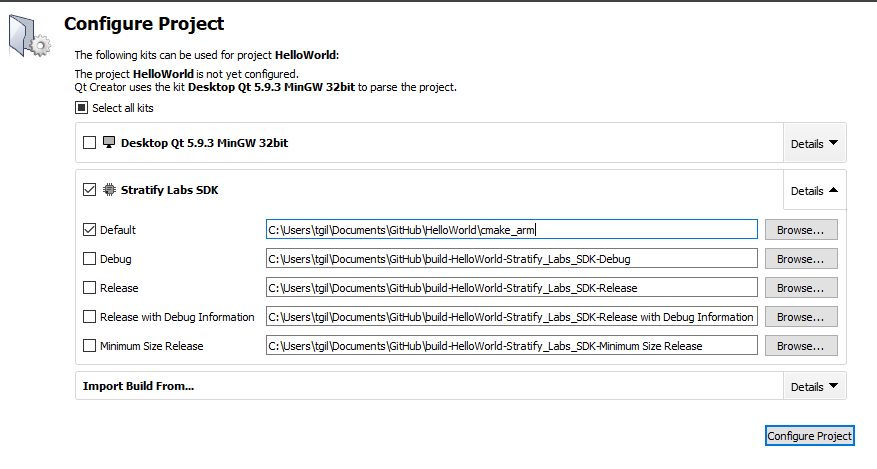 Configure Project
The following kits can be used for project HelloWorld:
The project HelloWorld is not yet configured.
Qt Creator uses the kit Desktop Qt 5.9.3 MinGW 32bit to parse the project.
Select all kits
Desktop Qt 5.9.3 MinGW 32bit Details
Stratify Labs SDK Details
Default C:\Users\tgil\Documents\GitHub\HelloWorld\cmake_arm Browse...
Debug C:\Users\tgil\Documents\GitHub\build-HelloWorld-Stratify_Labs_SDK-Debug Browse...
Release C:\Users\tgil\Documents\GitHub\build-HelloWorld-Stratify_Labs_SDK-Release Browse...
Release with Debug Information C:\Users\tgil\Documents\GitHub\build-HelloWorld-Stratify_Labs_SDK-Release with Debug Information Browse...
Minimum Size Release C:\Users\tgil\Documents\GitHub\build-HelloWorld-Stratify_Labs_SDK-Minimum Size Release Browse...
Import Build From... Details
Configure Project